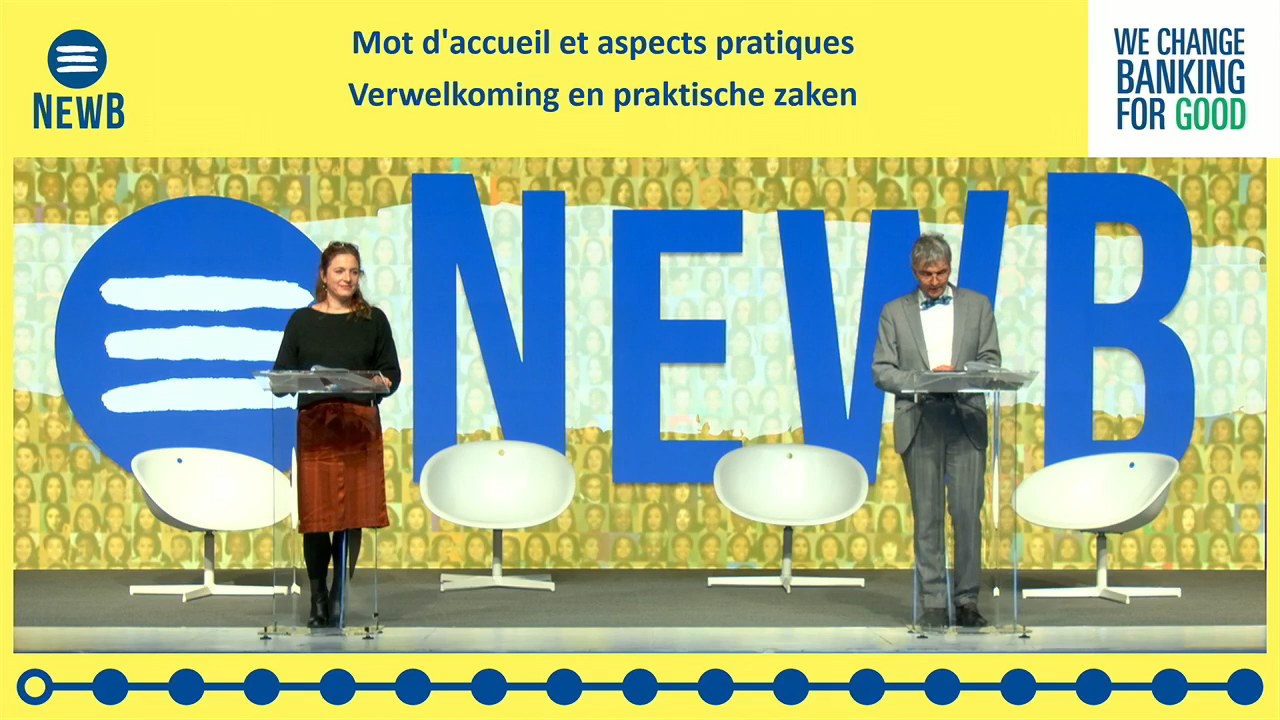 Mot d'accueil et aspects pratiques
Verwelkoming en praktische zaken
NEWB
WE CHANGE
BANKING
FOR GOOD
NEWB